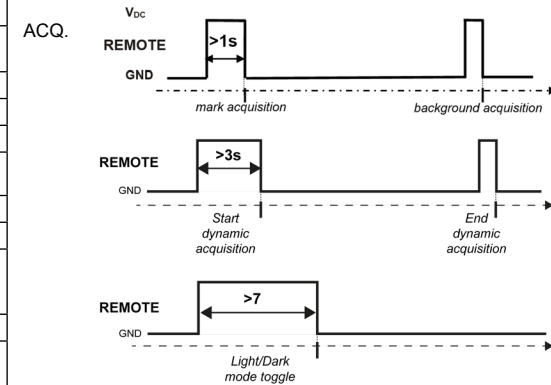 ACQ.
VDC
REMOTE
>1s
GND
mark acquisition
background acquisition
REMOTE
>3s
GND
Start
dynamic
acquisition
End
dynamic
acquisition
REMOTE
>7
GND
Light/Dark
mode toggle